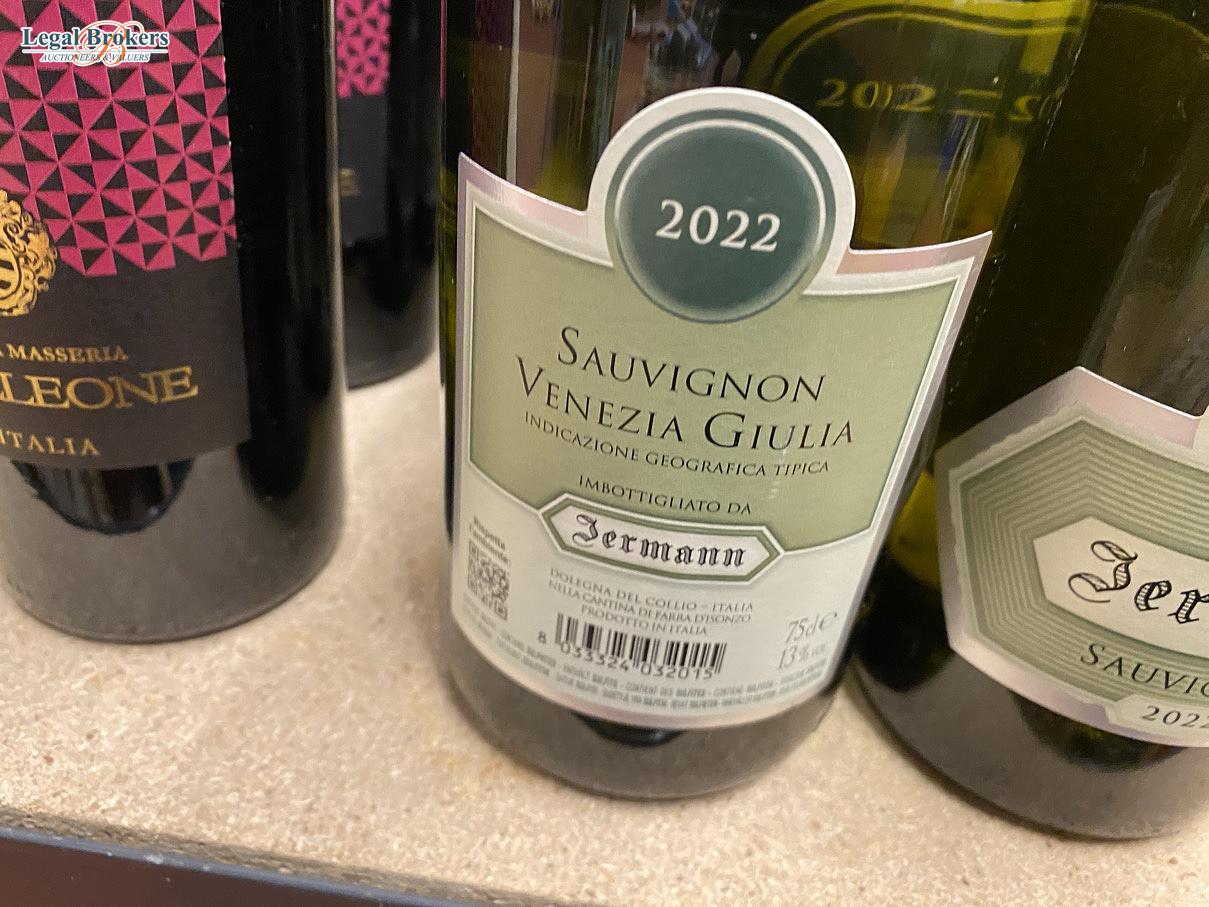 Legal Brokers
AUCTIONEERS & VALUERS
MASSERIA
LEONE
ITALIA
2022
SAUVIGNON
VENEZIA GIULIA
INDICAZIONE GEOGRAFICA TIPICA
IMBOTTIGLIATO DA
Jermann
DOLEGNA DEL COLLIO - ITALIA
NELLA CANTINA DI FARRA D'ISONZO
PRODOTTO IN ITALIA
75cl e
13% vol.
8 033324 032015
Jer
SAUVIG
2022